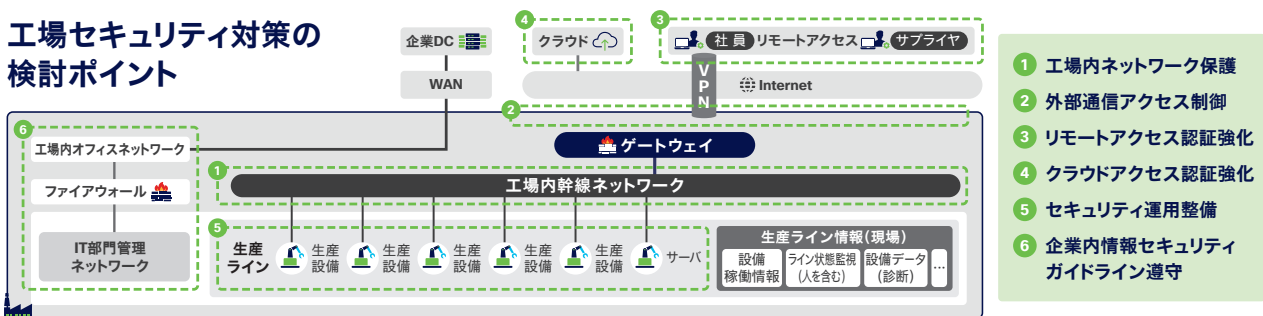 工場セキュリティ対策の
検討ポイント
企業DC
WAN
4
クラウド
3
社員 リモートアクセス サプライヤ
VPN
Internet
2
6
工場内オフィスネットワーク
ファイアウォール
IT部門管理
ネットワーク
ゲートウェイ
1
工場内幹線ネットワーク
5
生産
ライン
生産
設備
生産
設備
生産
設備
生産
設備
生産
設備
サーバ
生産ライン情報(現場)
設備
稼働情報
ライン状態監視
(人を含む)
設備データ
(診断)
...
1 工場内ネットワーク保護
2 外部通信アクセス制御
3 リモートアクセス認証強化
4 クラウドアクセス認証強化
5 セキュリティ運用整備
6 企業内情報セキュリティ
ガイドライン遵守